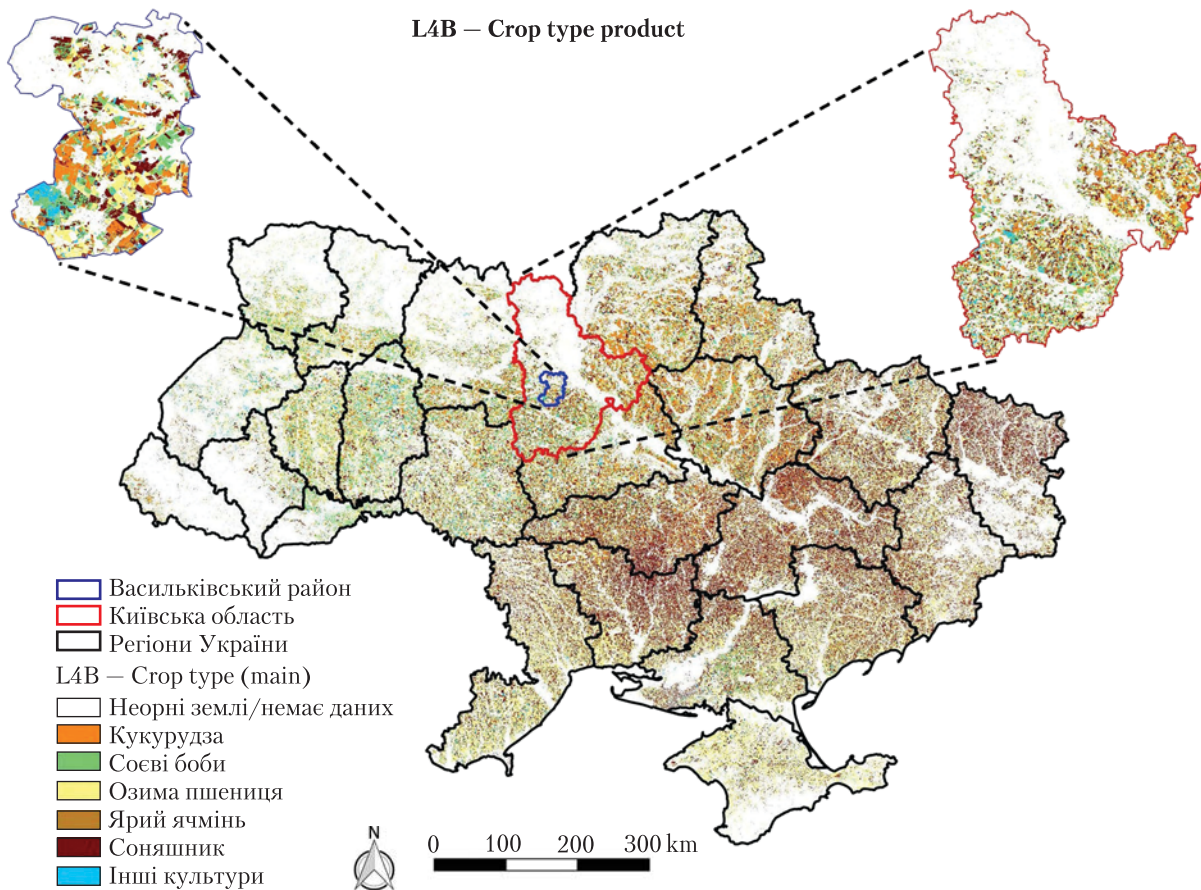 L4B — Crop type product
Васильківський район
Київська область
Регіони України
L4B — Crop type (main)
Неорні землі/немає даних
Кукурудза
Соєві боби
Озима пшениця
Ярий ячмінь
Соняшник
Інші культури
N
0 100 200 300 km